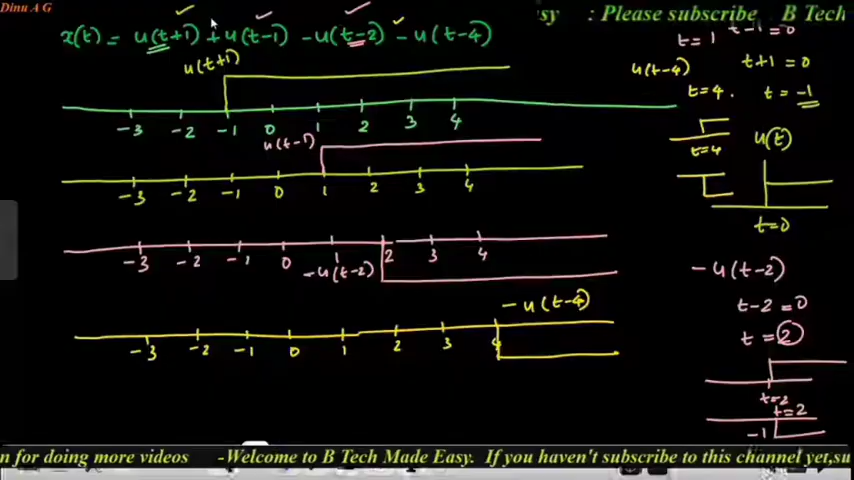 Dinu A G
sy : Please subscribe B Tech
x(t) = u(t+1) + u(t-1) - u(t-2) - u(t-4)
t=1 t-1=0
u(t+1)
u(t-4)
t+1=0
t=4. t=-1
-3 -2 -1 0 1 2 3 4
t=4
u(t)
u(t-1)
-3 -2 -1 0 1 2 3 4
t=0
-3 -2 -1 0 1 2 3 4
-u(t-2)
-u(t-2)
t-2=0
-u(t-4)
t=2
-3 -2 -1 0 1 2 3 4
t=2
t=2
-1
n for doing more videos -Welcome to B Tech Made Easy. If you haven't subscribe to this channel yet,su